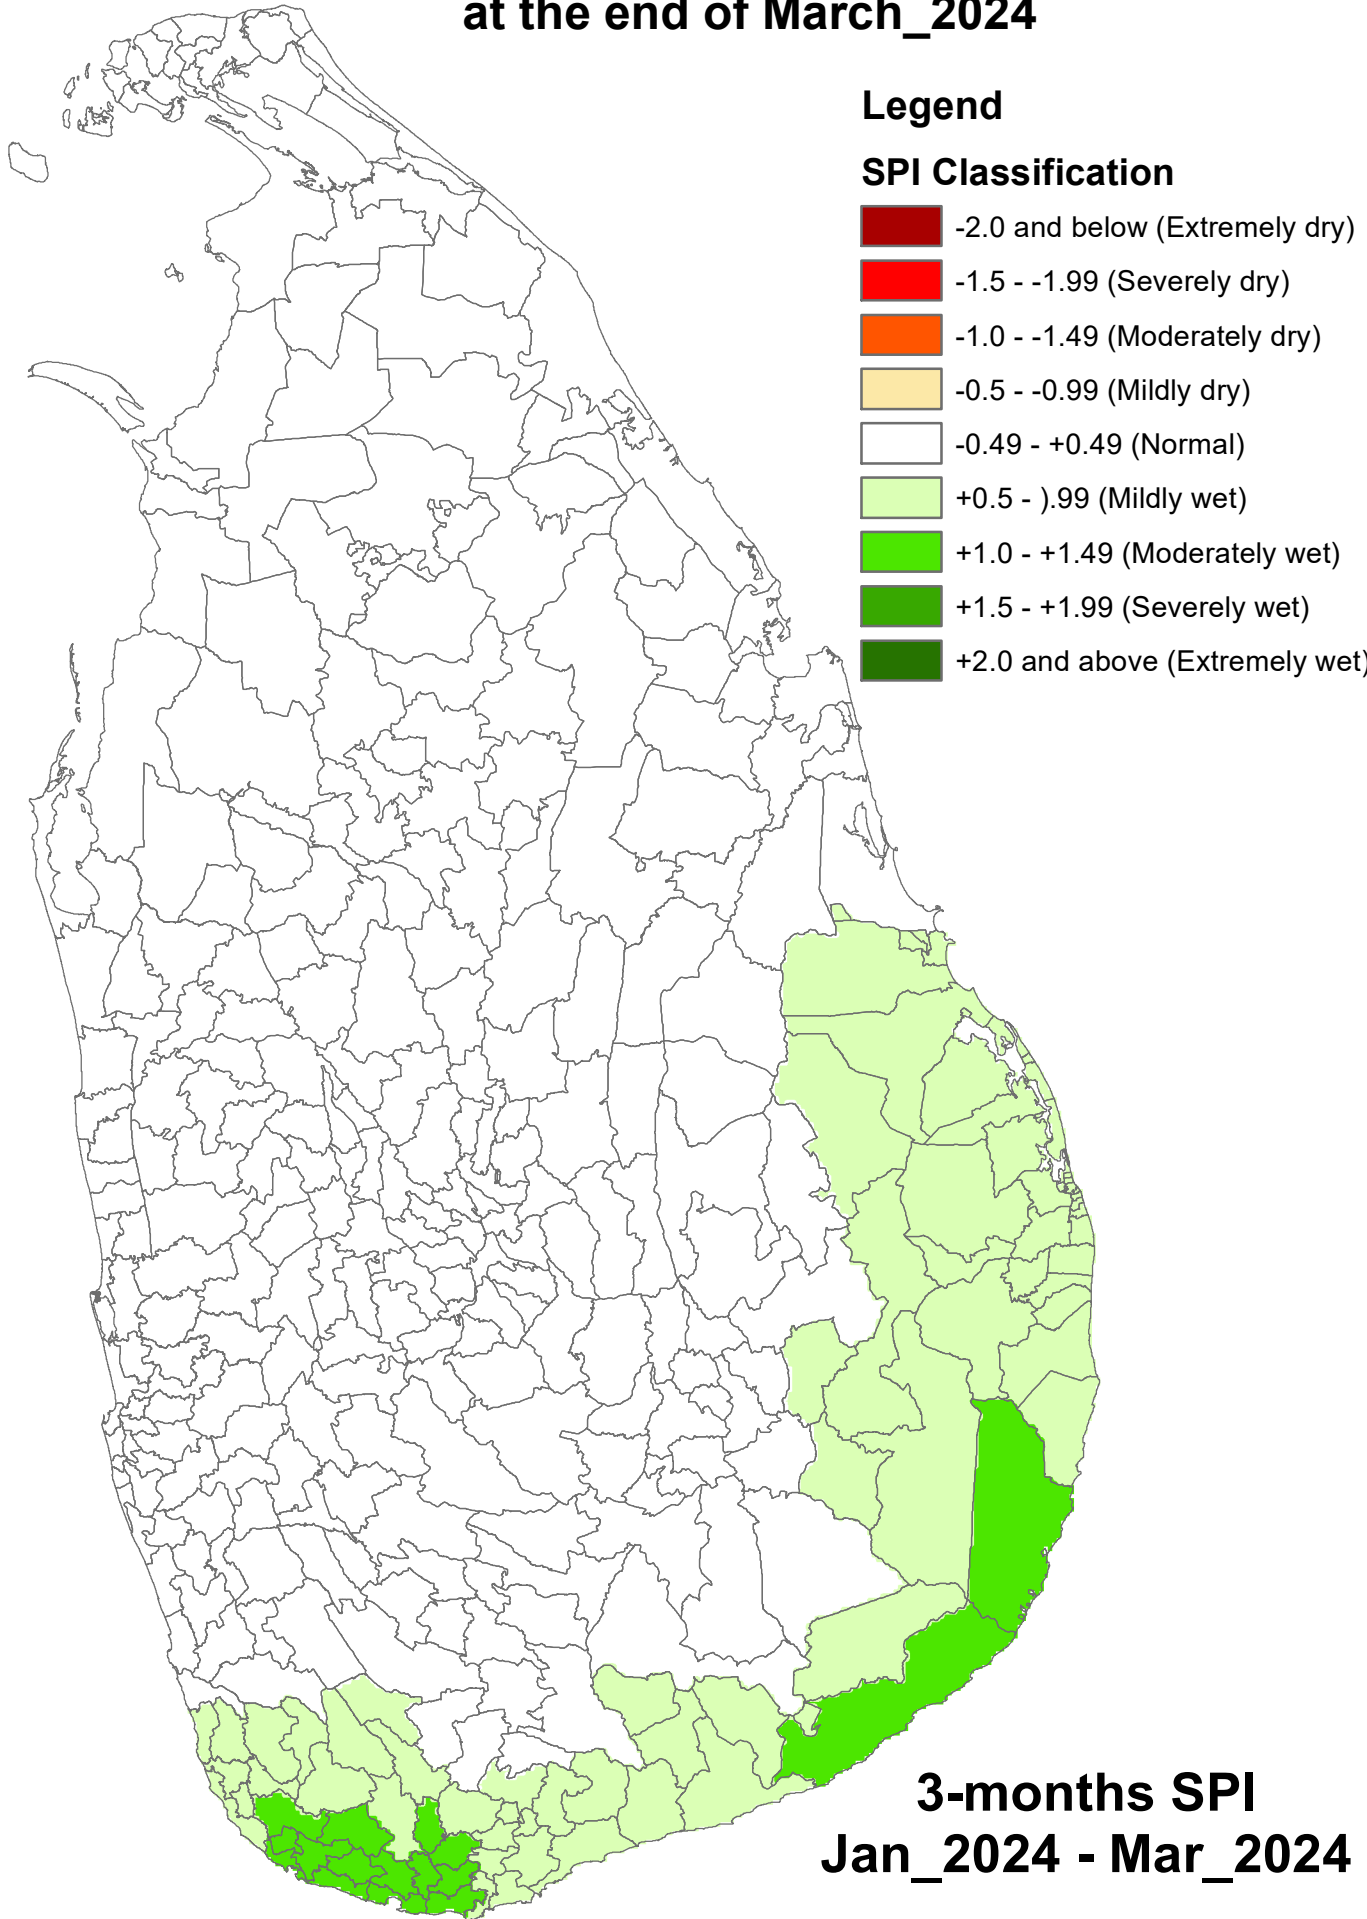 at the end of March_2024
Legend
SPI Classification
-2.0 and below (Extremely dry)
-1.5 - -1.99 (Severely dry)
-1.0 - -1.49 (Moderately dry)
-0.5 - -0.99 (Mildly dry)
-0.49 - +0.49 (Normal)
+0.5 - ).99 (Mildly wet)
+1.0 - +1.49 (Moderately wet)
+1.5 - +1.99 (Severely wet)
+2.0 and above (Extremely wet)
3-months SPI
Jan_2024 - Mar_2024